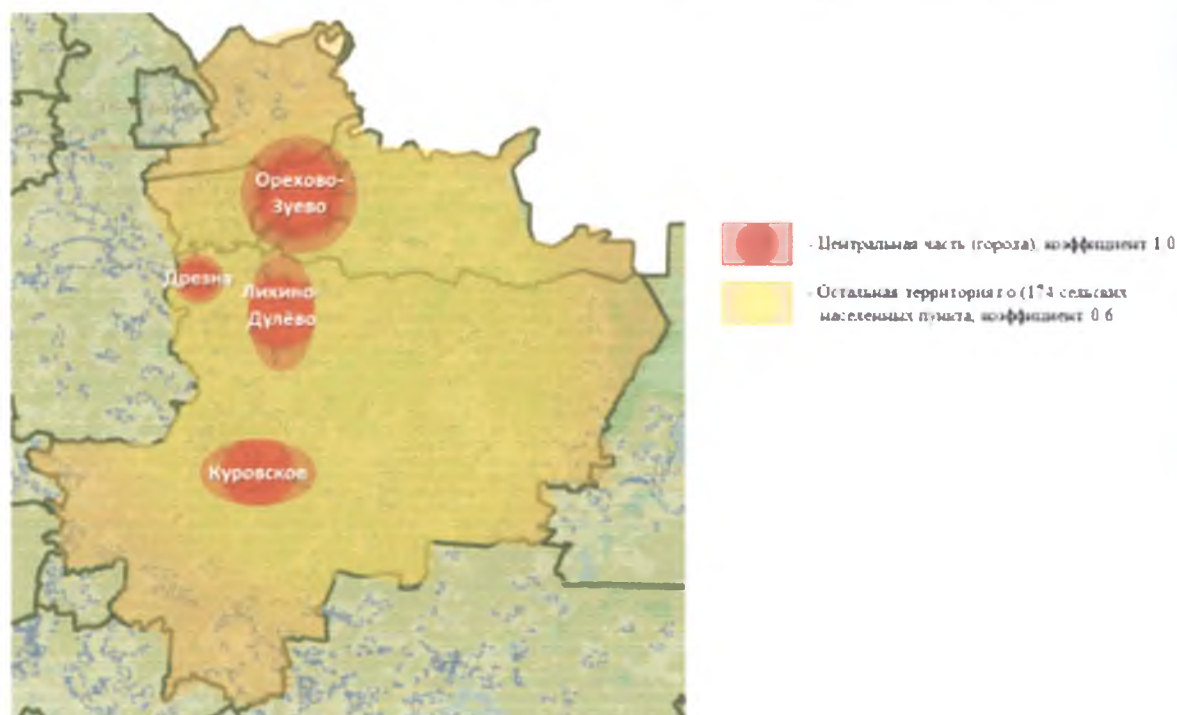 Орехово-
Зуево
Дрезна
Ликино-
Дулёво
Куровское
- Центральная часть (города), коэффициент 1.0
- Остальная территория г.о (174 сельских
населенных пункта, коэффициент 0.6